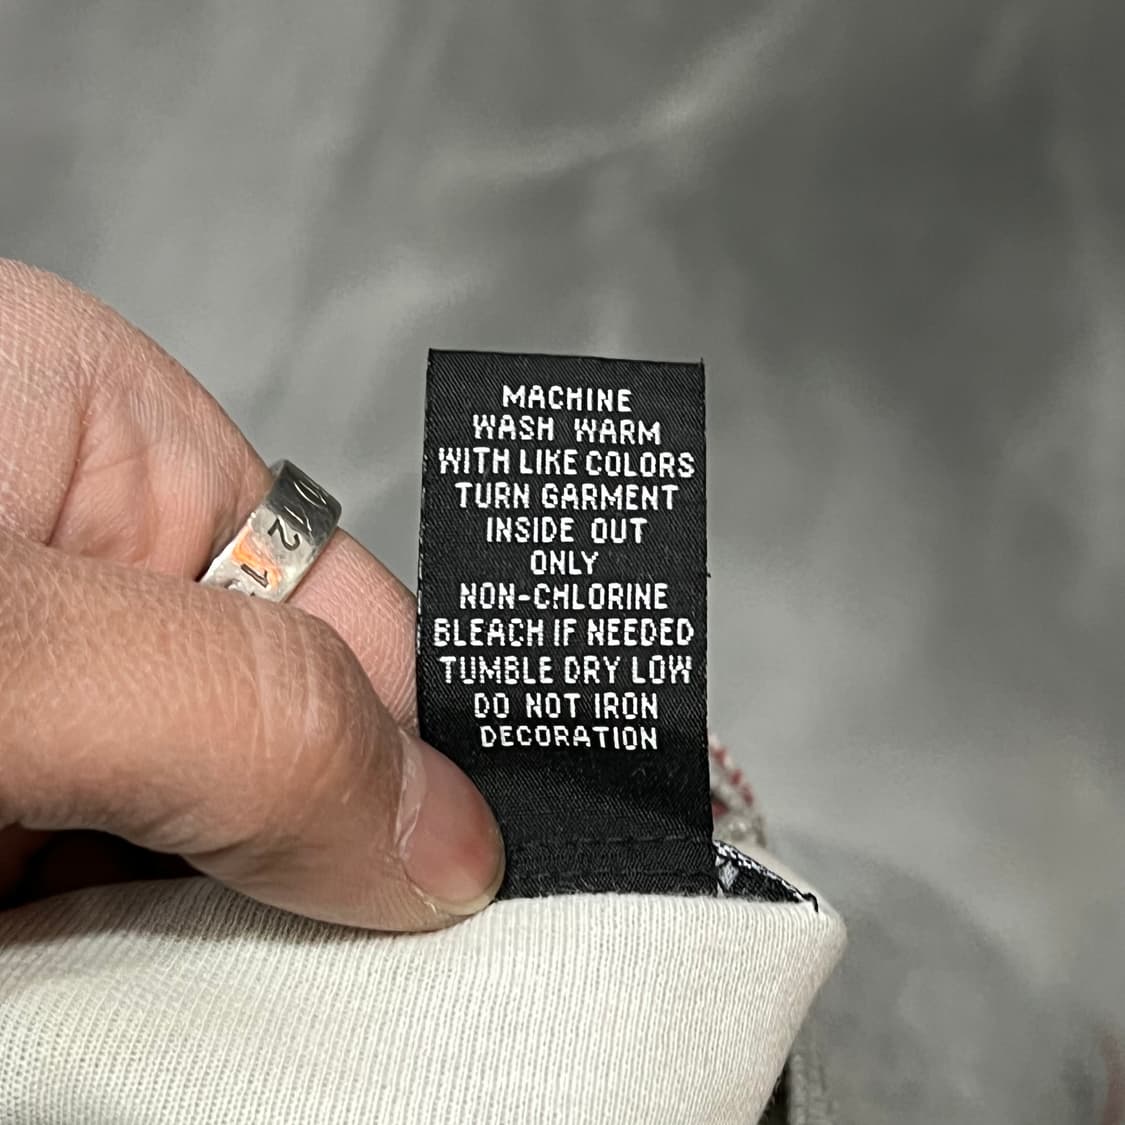 MACHINE
WASH WARM
WITH LIKE COLORS
TURN GARMENT
INSIDE OUT
ONLY
NON-CHLORINE
BLEACH IF NEEDED
TUMBLE DRY LOW
DO NOT IRON
DECORATION
021